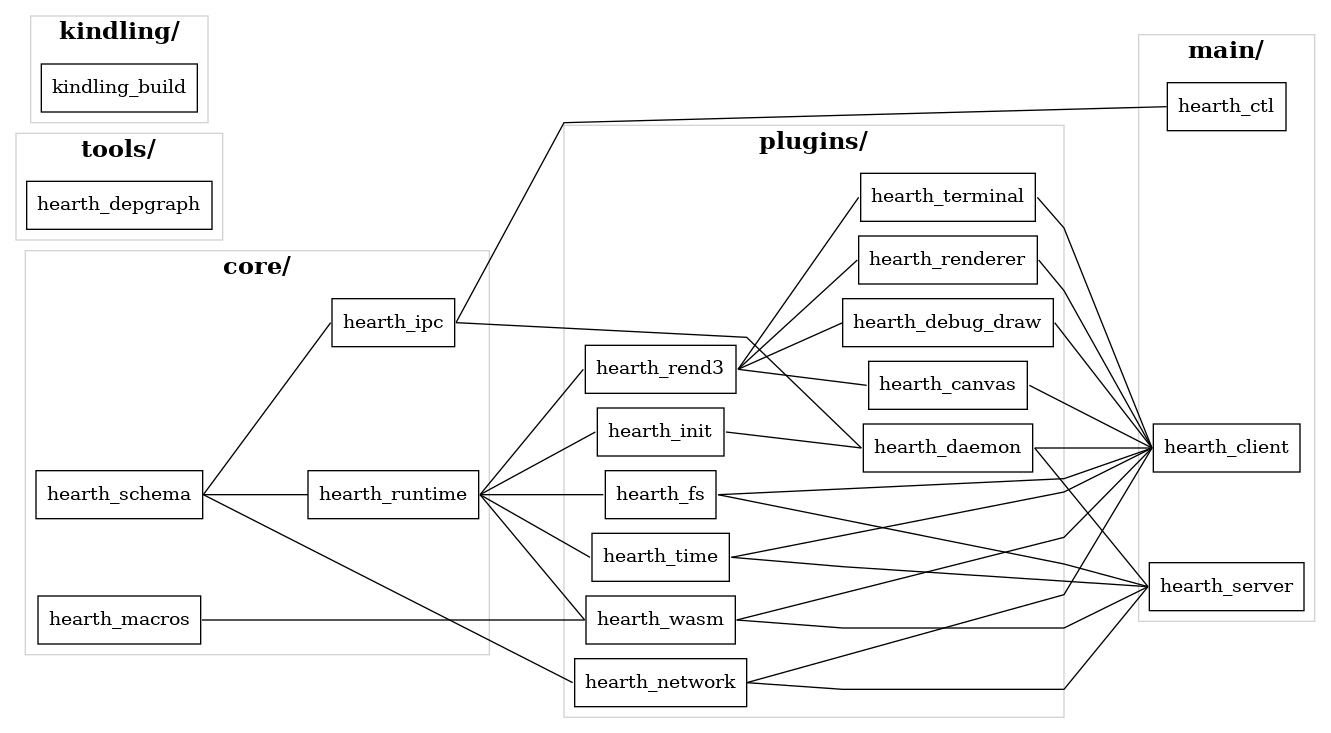 kindling/
kindling_build
tools/
hearth_depgraph
core/
hearth_ipc
hearth_schema
hearth_runtime
hearth_macros
plugins/
hearth_terminal
hearth_renderer
hearth_debug_draw
hearth_rend3
hearth_canvas
hearth_init
hearth_daemon
hearth_fs
hearth_time
hearth_wasm
hearth_network
main/
hearth_ctl
hearth_client
hearth_server